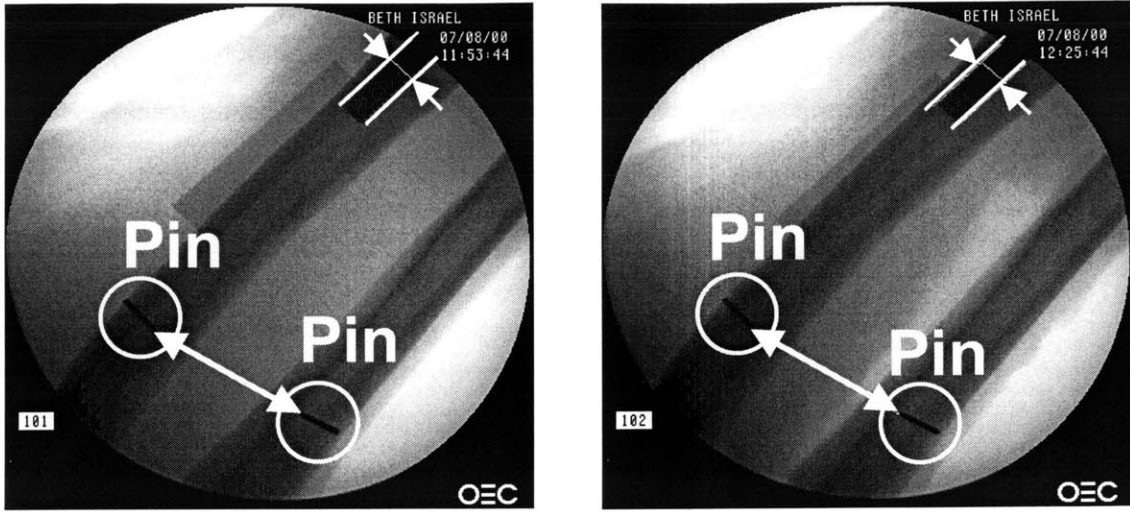 BETH ISRAEL
07/08/00
11:53:44
Pin
Pin
101
OEC
BETH ISRAEL
07/08/00
12:25:44
Pin
Pin
102
OEC